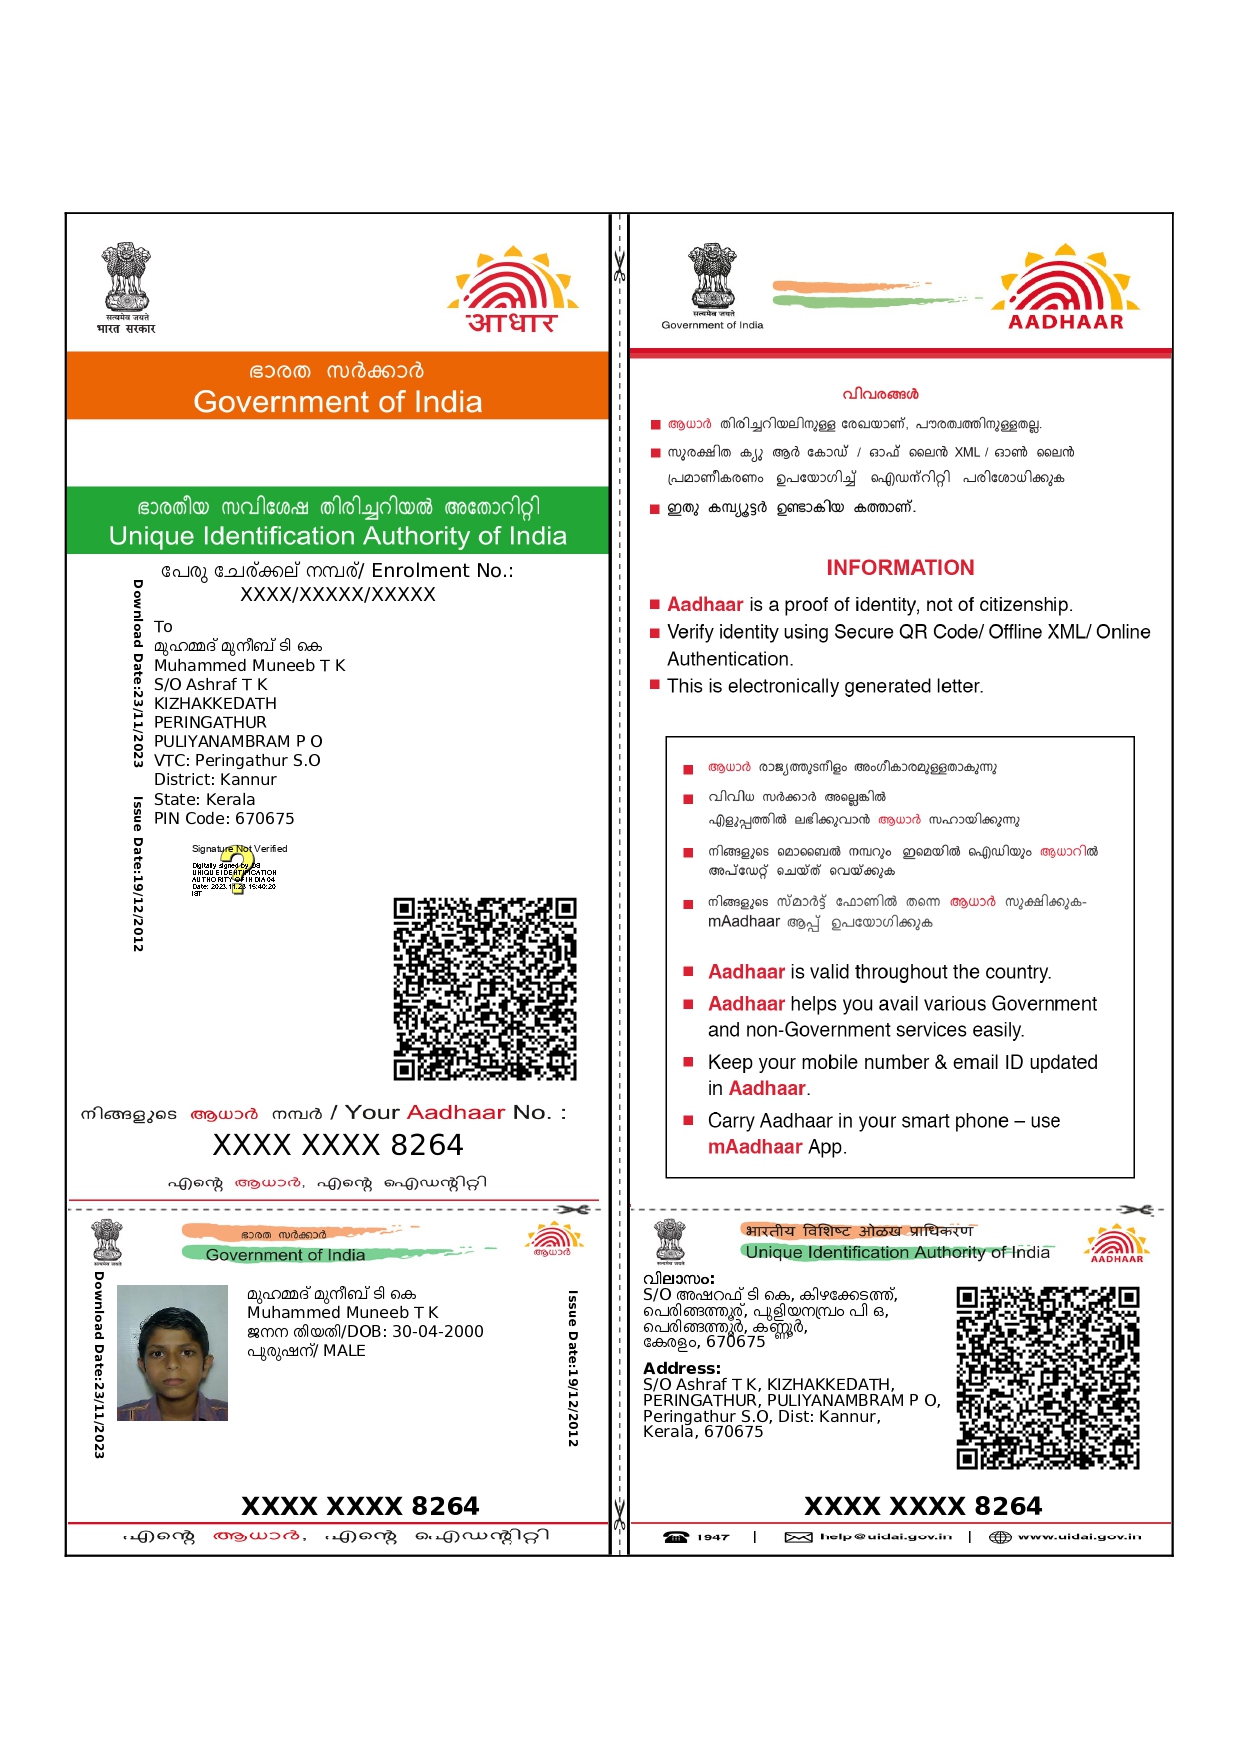 सत्यमेव जयते
भारत सरकार
आधार
ഭാരത സർക്കാർ
Government of India
ഭാരതീയ സവിശേഷ തിരിച്ചറിയൽ അതോറിറ്റി
Unique Identification Authority of India
പേരു ചേര്ക്കല് നമ്പര്/ Enrolment No.:
XXXX/XXXXX/XXXXX
Download Date:23/11/2023
Issue Date:19/12/2012
To
മുഹമ്മദ് മുനീബ് ടി കെ
Muhammed Muneeb T K
S/O Ashraf T K
KIZHAKKEDATH
PERINGATHUR
PULIYANAMBRAM P O
VTC: Peringathur S.O
District: Kannur
State: Kerala
PIN Code: 670675
Signature Not Verified
Digitally signed by DS
UNIQUE IDENTIFICATION
AUTHORITY OF INDIA 04
Date: 2023.11.23 15:40:20
IST
നിങ്ങളുടെ ആധാർ നമ്പർ / Your Aadhaar No. :
XXXX XXXX 8264
എന്റെ ആധാർ, എന്റെ ഐഡന്റിറ്റി
सत्यमेव जयते
Government of India
AADHAAR
വിവരങ്ങൾ
ആധാർ തിരിച്ചറിയലിനുള്ള രേഖയാണ്, പൗരത്വത്തിനുള്ളതല്ല.
സുരക്ഷിത ക്യു ആർ കോഡ് / ഓഫ് ലൈൻ XML / ഓൺ ലൈൻ
പ്രമാണീകരണം ഉപയോഗിച്ച് ഐഡന്റിറ്റി പരിശോധിക്കുക
ഇതു കമ്പ്യൂട്ടർ ഉണ്ടാകിയ കത്താണ്.
INFORMATION
Aadhaar is a proof of identity, not of citizenship.
Verify identity using Secure QR Code/ Offline XML/ Online
Authentication.
This is electronically generated letter.
ആധാർ രാജ്യത്തുടനീളം അംഗീകാരമുള്ളതാകുന്നു
വിവിധ സർക്കാർ അല്ലെങ്കിൽ
എളുപ്പത്തിൽ ലഭിക്കുവാൻ ആധാർ സഹായിക്കുന്നു
നിങ്ങളുടെ മൊബൈൽ നമ്പറും ഇമെയിൽ ഐഡിയും ആധാറിൽ
അപ്ഡേറ്റ് ചെയ്ത് വെയ്ക്കുക
നിങ്ങളുടെ സ്മാർട്ട് ഫോണിൽ തന്നെ ആധാർ സുക്ഷിക്കുക-
mAadhaar ആപ്പ് ഉപയോഗിക്കുക
Aadhaar is valid throughout the country.
Aadhaar helps you avail various Government
and non-Government services easily.
Keep your mobile number & email ID updated
in Aadhaar.
Carry Aadhaar in your smart phone – use
mAadhaar App.
सत्यमेव जयते
ഭാരത സർക്കാർ
Government of India
ആധാർ
Download Date:23/11/2023
മുഹമ്മദ് മുനീബ് ടി കെ
Muhammed Muneeb T K
ജനന തിയതി/DOB: 30-04-2000
പുരുഷന്/ MALE
Issue Date:19/12/2012
XXXX XXXX 8264
എന്റെ ആധാർ, എന്റെ ഐഡന്റിറ്റി
सत्यमेव जयते
भारतीय विशिष्ट ओळख प्राधिकरण
Unique Identification Authority of India
AADHAAR
വിലാസം:
S/O അഷറഫ് ടി കെ, കിഴക്കേടത്ത്,
പെരിങ്ങത്തൂര്, പുളിയനമ്പ്രം പി ഒ,
പെരിങ്ങത്തൂർ, കണ്ണൂർ,
കേരളം, 670675
Address:
S/O Ashraf T K, KIZHAKKEDATH,
PERINGATHUR, PULIYANAMBRAM P O,
Peringathur S.O, Dist: Kannur,
Kerala, 670675
XXXX XXXX 8264
1947 | help@uidai.gov.in | www.uidai.gov.in